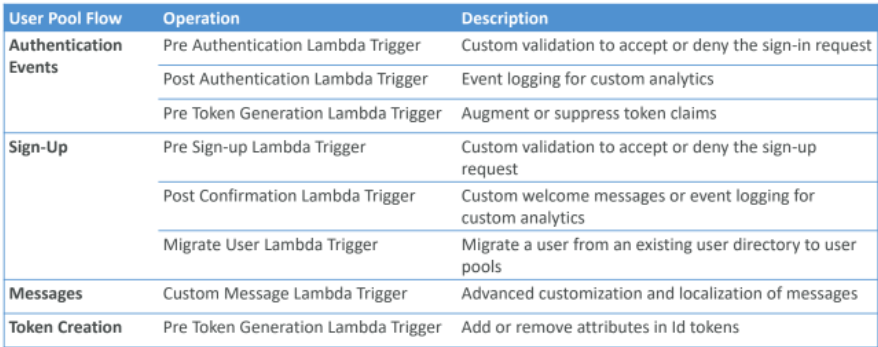 User Pool Flow Operation Description
Authentication Pre Authentication Lambda Trigger Custom validation to accept or deny the sign-in request
Events
Post Authentication Lambda Trigger Event logging for custom analytics
Pre Token Generation Lambda Trigger Augment or suppress token claims
Sign-Up Pre Sign-up Lambda Trigger Custom validation to accept or deny the sign-up
request
Post Confirmation Lambda Trigger Custom welcome messages or event logging for
custom analytics
Migrate User Lambda Trigger Migrate a user from an existing user directory to user
pools
Messages Custom Message Lambda Trigger Advanced customization and localization of messages
Token Creation Pre Token Generation Lambda Trigger Add or remove attributes in Id tokens